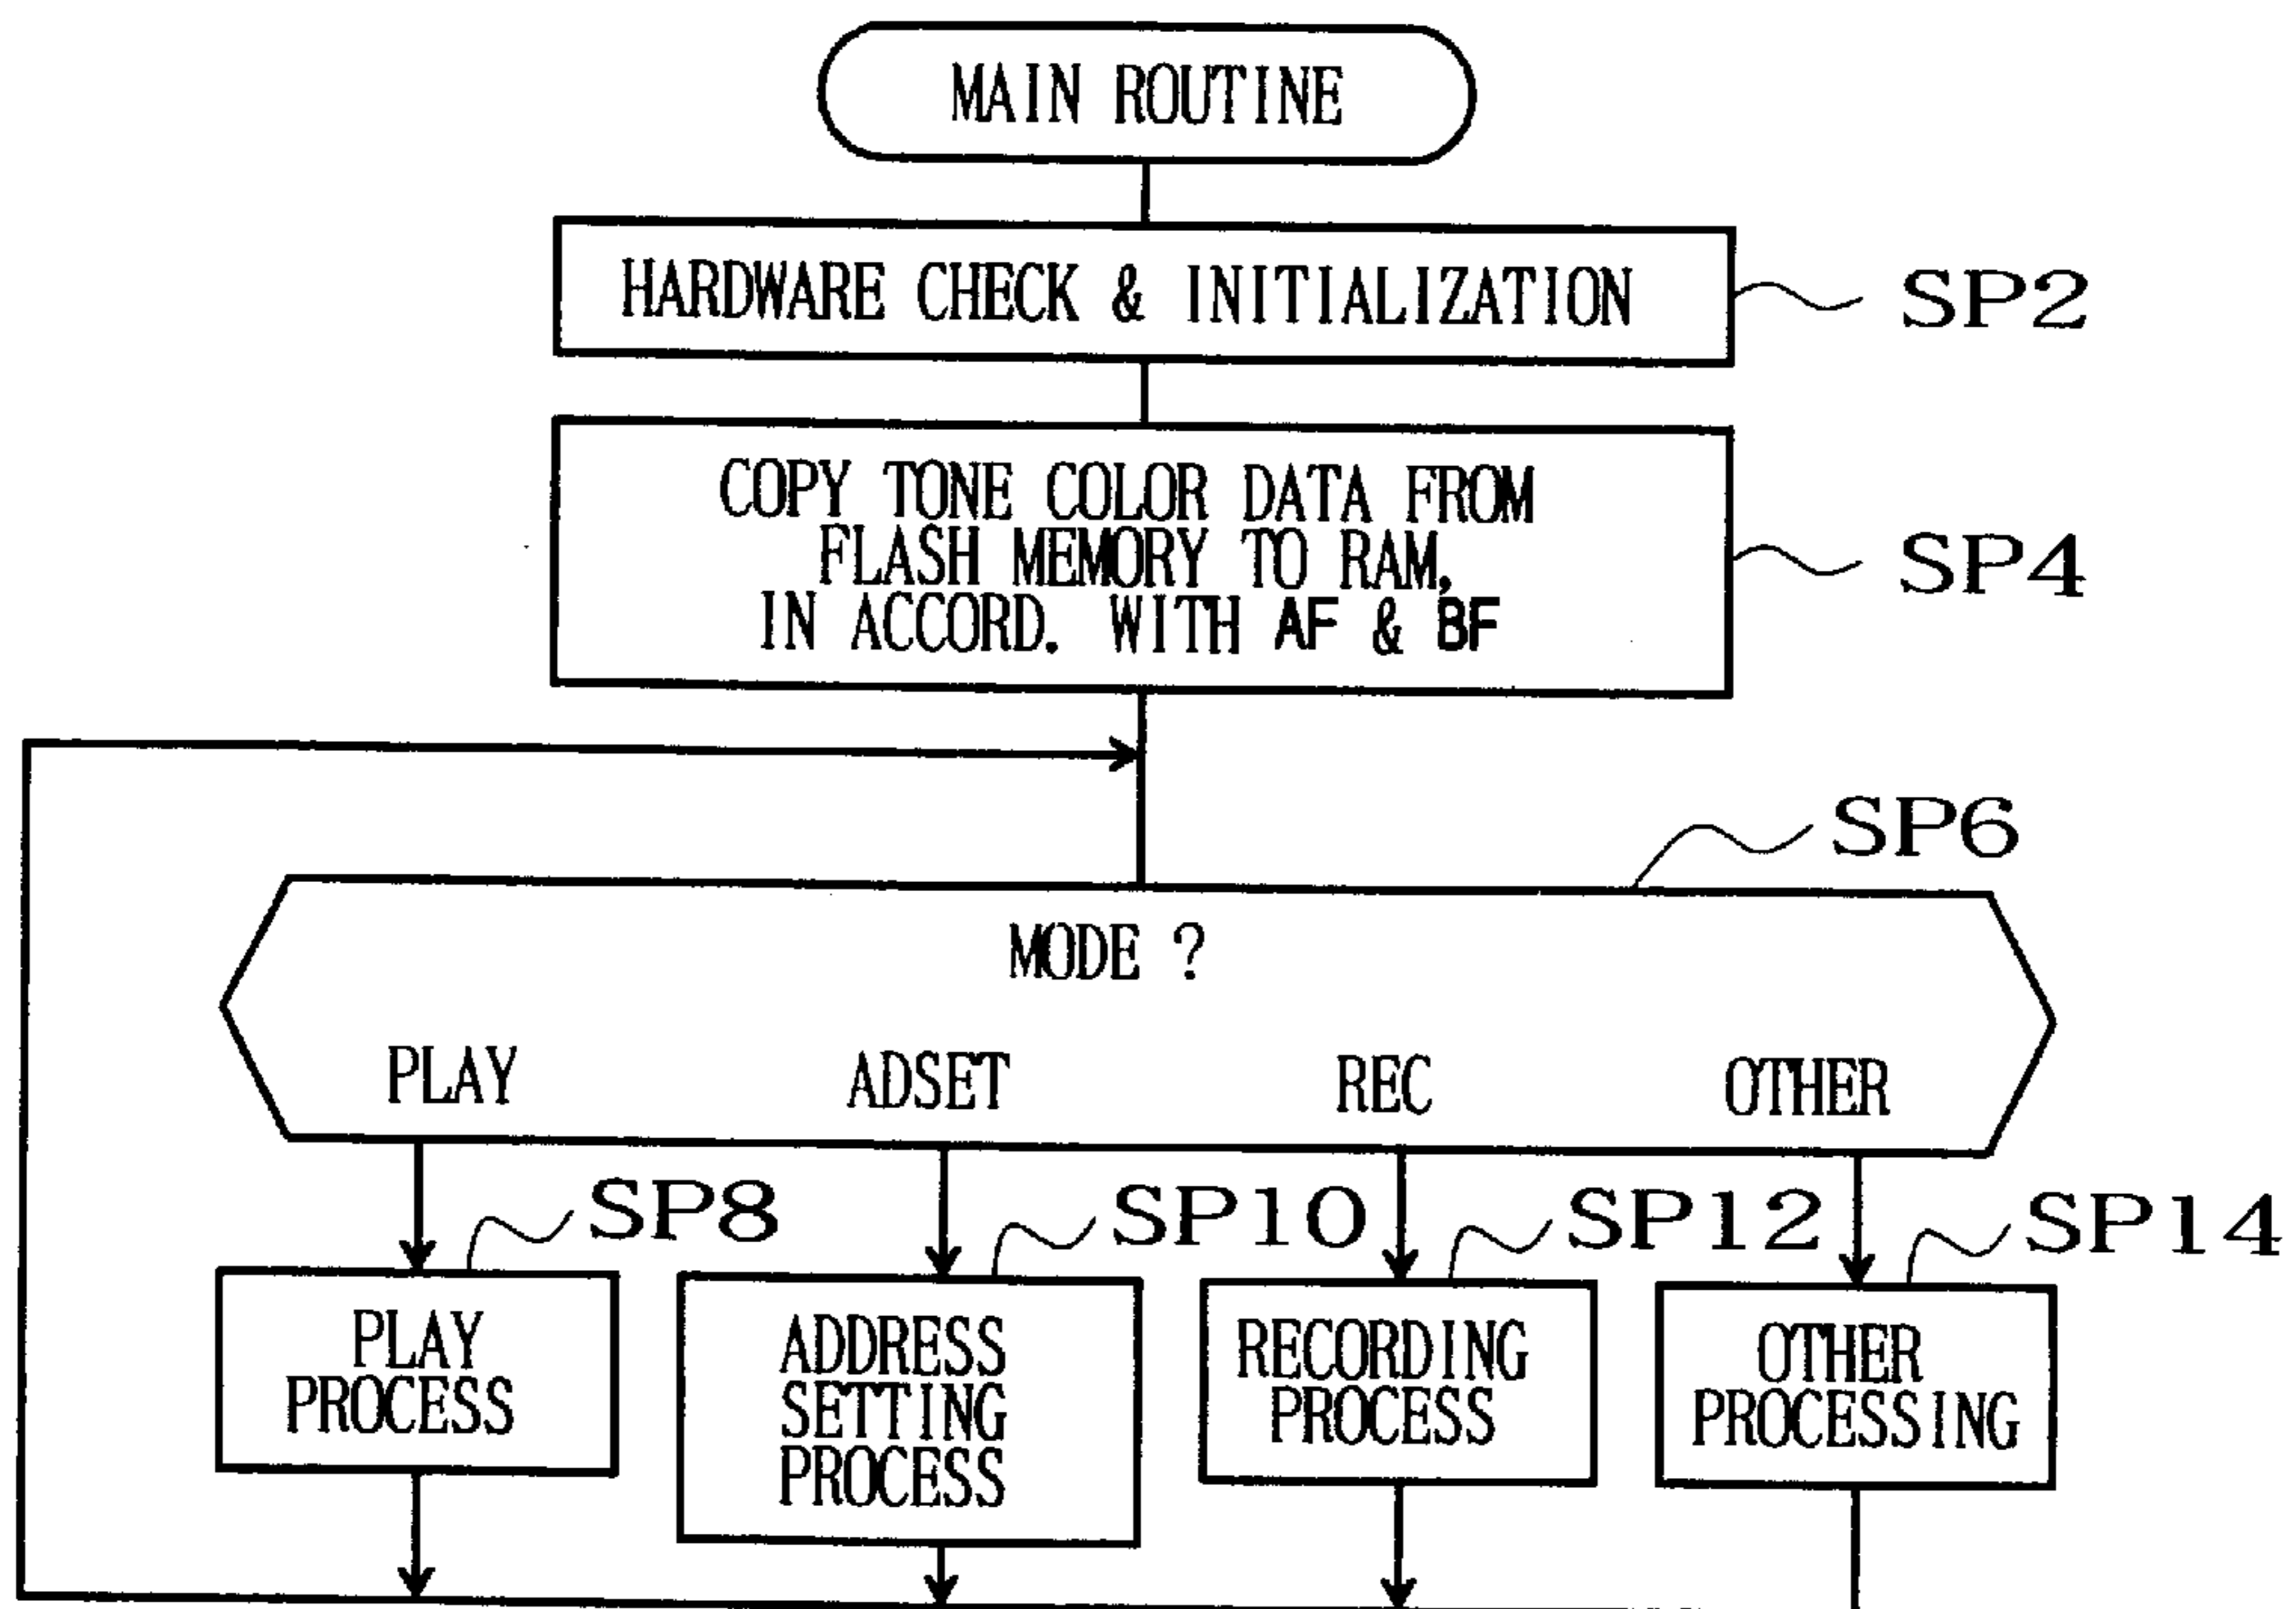 MAIN ROUTINE
HARDWARE CHECK & INITIALIZATION
SP2
COPY TONE COLOR DATA FROM
FLASH MEMORY TO RAM,
IN ACCORD. WITH AF & BF
SP4
SP6
MODE ?
PLAY ADSET REC OTHER
SP8 SP10 SP12 SP14
PLAY
PROCESS
ADDRESS
SETTING
PROCESS
RECORDING
PROCESS
OTHER
PROCESSING